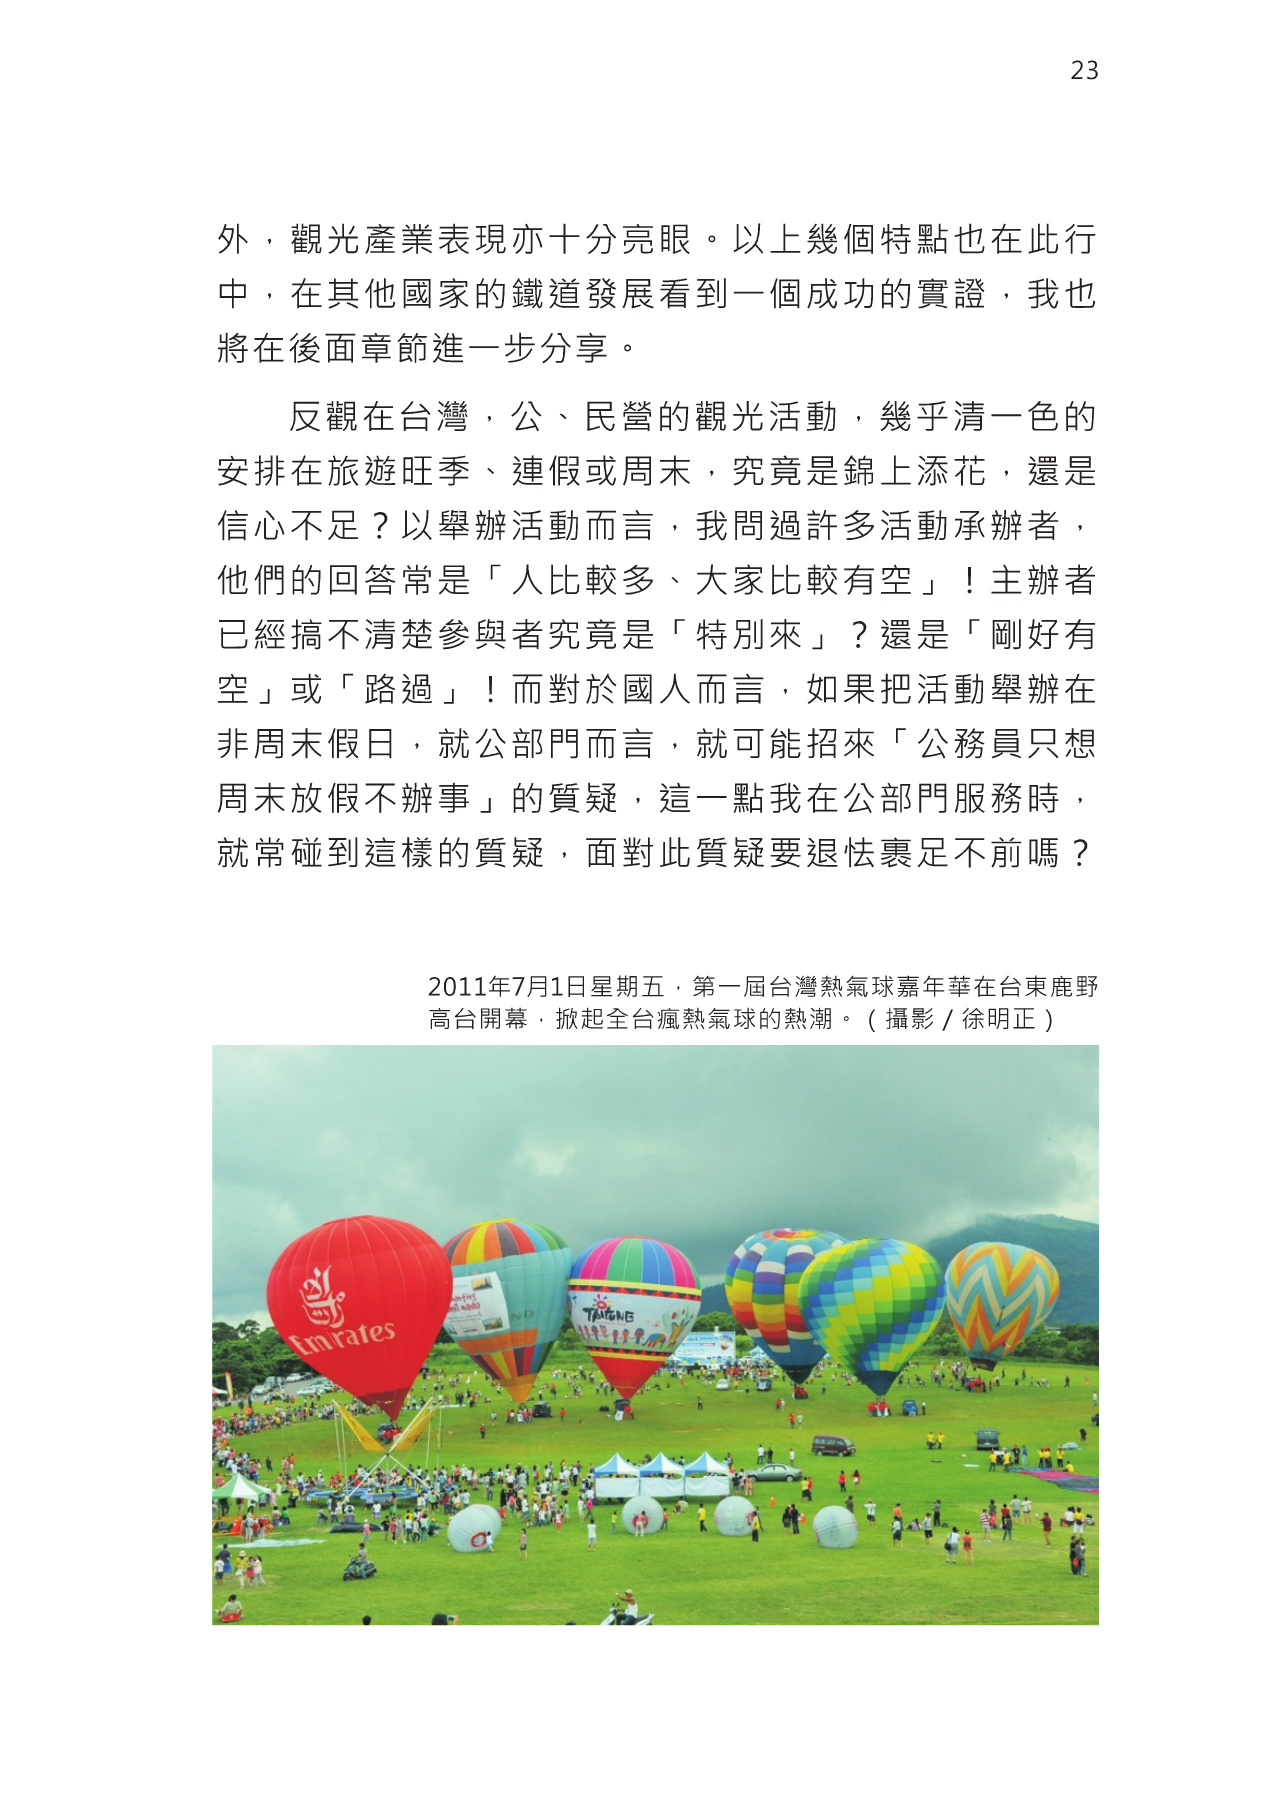 23
外，觀光產業表現亦十分亮眼。以上幾個特點也在此行
中，在其他國家的鐵道發展看到一個成功的實證，我也
將在後面章節進一步分享。
反觀在台灣，公、民營的觀光活動，幾乎清一色的
安排在旅遊旺季、連假或周末，究竟是錦上添花，還是
信心不足？以舉辦活動而言，我問過許多活動承辦者，
他們的回答常是「人比較多、大家比較有空」！主辦者
已經搞不清楚參與者究竟是「特別來」？還是「剛好有
空」或「路過」！而對於國人而言，如果把活動舉辦在
非周末假日，就公部門而言，就可能招來「公務員只想
周末放假不辦事」的質疑，這一點我在公部門服務時，
就常碰到這樣的質疑，面對此質疑要退怯裹足不前嗎？
2011年7月1日星期五，第一屆台灣熱氣球嘉年華在台東鹿野
高台開幕，掀起全台瘋熱氣球的熱潮。（攝影／徐明正）
Emirates
TAITUNG